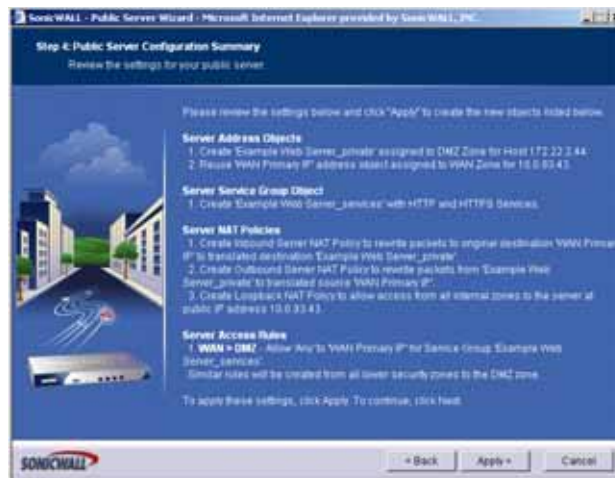 SonicWALL - Public Server Wizard - Microsoft Internet Explorer provided by SonicWALL, INC.
Step 4: Public Server Configuration Summary
Review the settings for your public server.
Please review the settings below and click "Apply" to create the new objects listed below.
Server Address Objects
1. Create 'Example Web Server_private' assigned to DMZ Zone for Host 172.22.2.44.
2. Reuse 'WAN Primary IP' address object assigned to WAN Zone for 10.0.93.43.
Server Service Group Object
1. Create 'Example Web Server_services' with HTTP and HTTPS Services.
Server NAT Policies
1. Create Inbound Server NAT Policy to rewrite packets to original destination 'WAN Primary
IP' to translated destination 'Example Web Server_private'.
2. Create Outbound Server NAT Policy to rewrite packets from 'Example Web
Server_private' to translated source 'WAN Primary IP'.
3. Create Loopback NAT Policy to allow access from all internal zones to the server at
public IP address 10.0.93.43.
Server Access Rules
1. WAN > DMZ - Allow 'Any' to 'WAN Primary IP' for Service Group 'Example Web
Server_services'.
Similar rules will be created from all lower security zones to the DMZ zone.
To apply these settings, click Apply. To continue, click Next.
SONICWALL
< Back Apply > Cancel